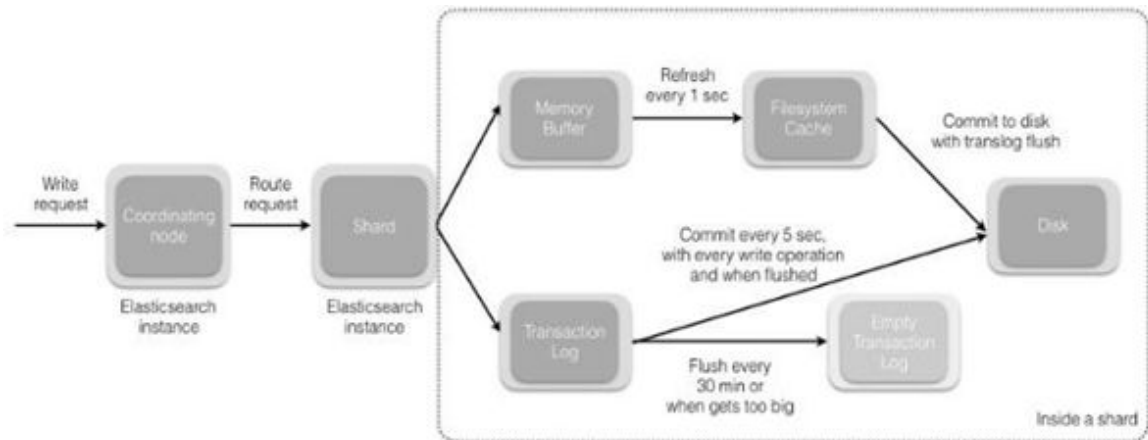 Write
request
Coordinating
node
Elasticsearch
instance
Route
request
Shard
Elasticsearch
instance
Memory
Buffer
Refresh
every 1 sec
Filesystem
Cache
Commit to disk
with translog flush
Disk
Commit every 5 sec,
with every write operation
and when flushed
Transaction
Log
Flush every
30 min or
when gets too big
Empty
Transaction
Log
Inside a shard